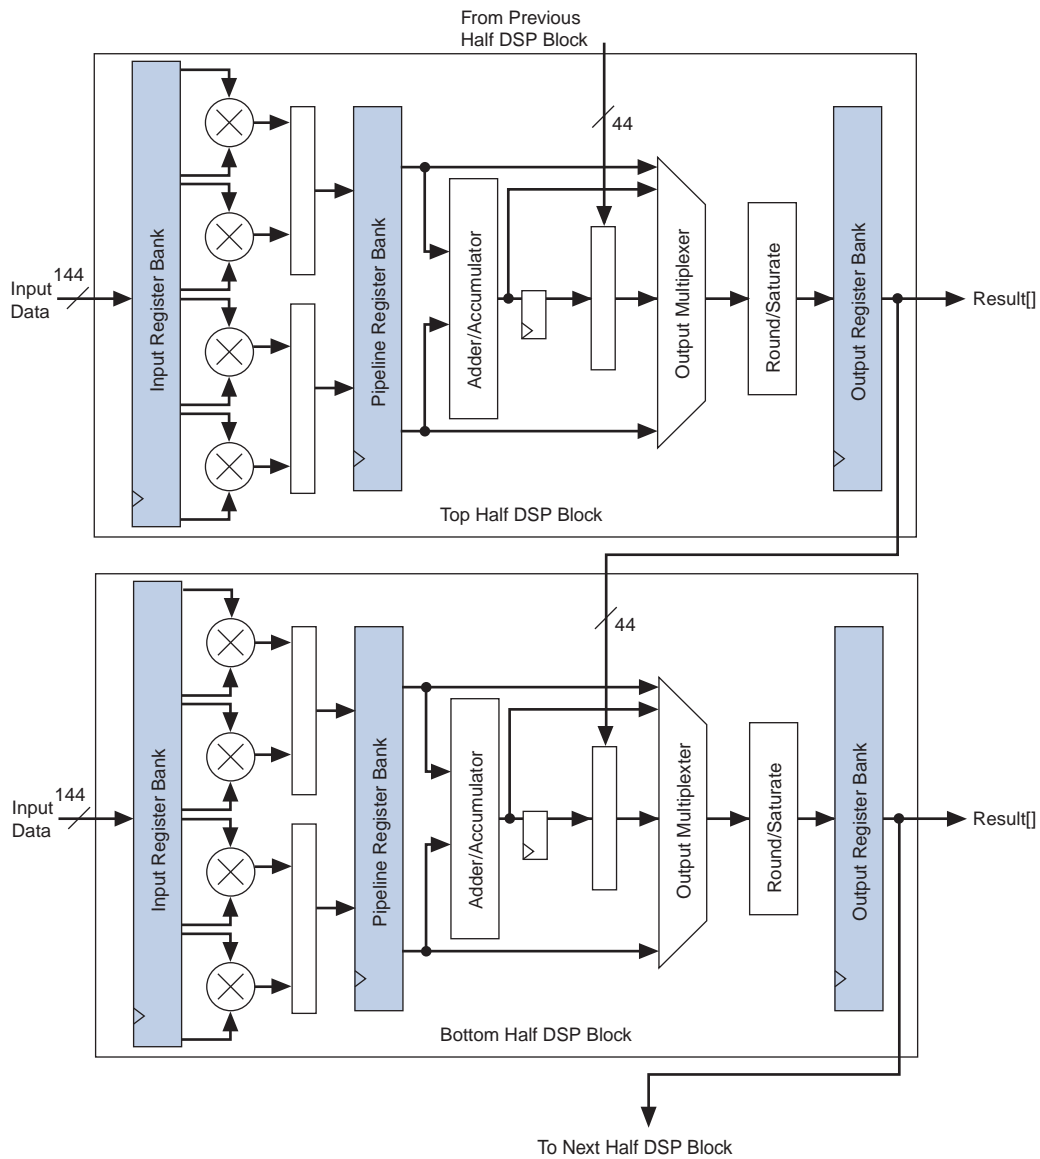 From Previous
Half DSP Block
44
144
Input
Data
Input Register Bank
Pipeline Register Bank
Adder/Accumulator
Output Multiplexer
Round/Saturate
Output Register Bank
Result[]
Top Half DSP Block
44
144
Input
Data
Input Register Bank
Pipeline Register Bank
Adder/Accumulator
Output Multiplexter
Round/Saturate
Output Register Bank
Result[]
Bottom Half DSP Block
To Next Half DSP Block